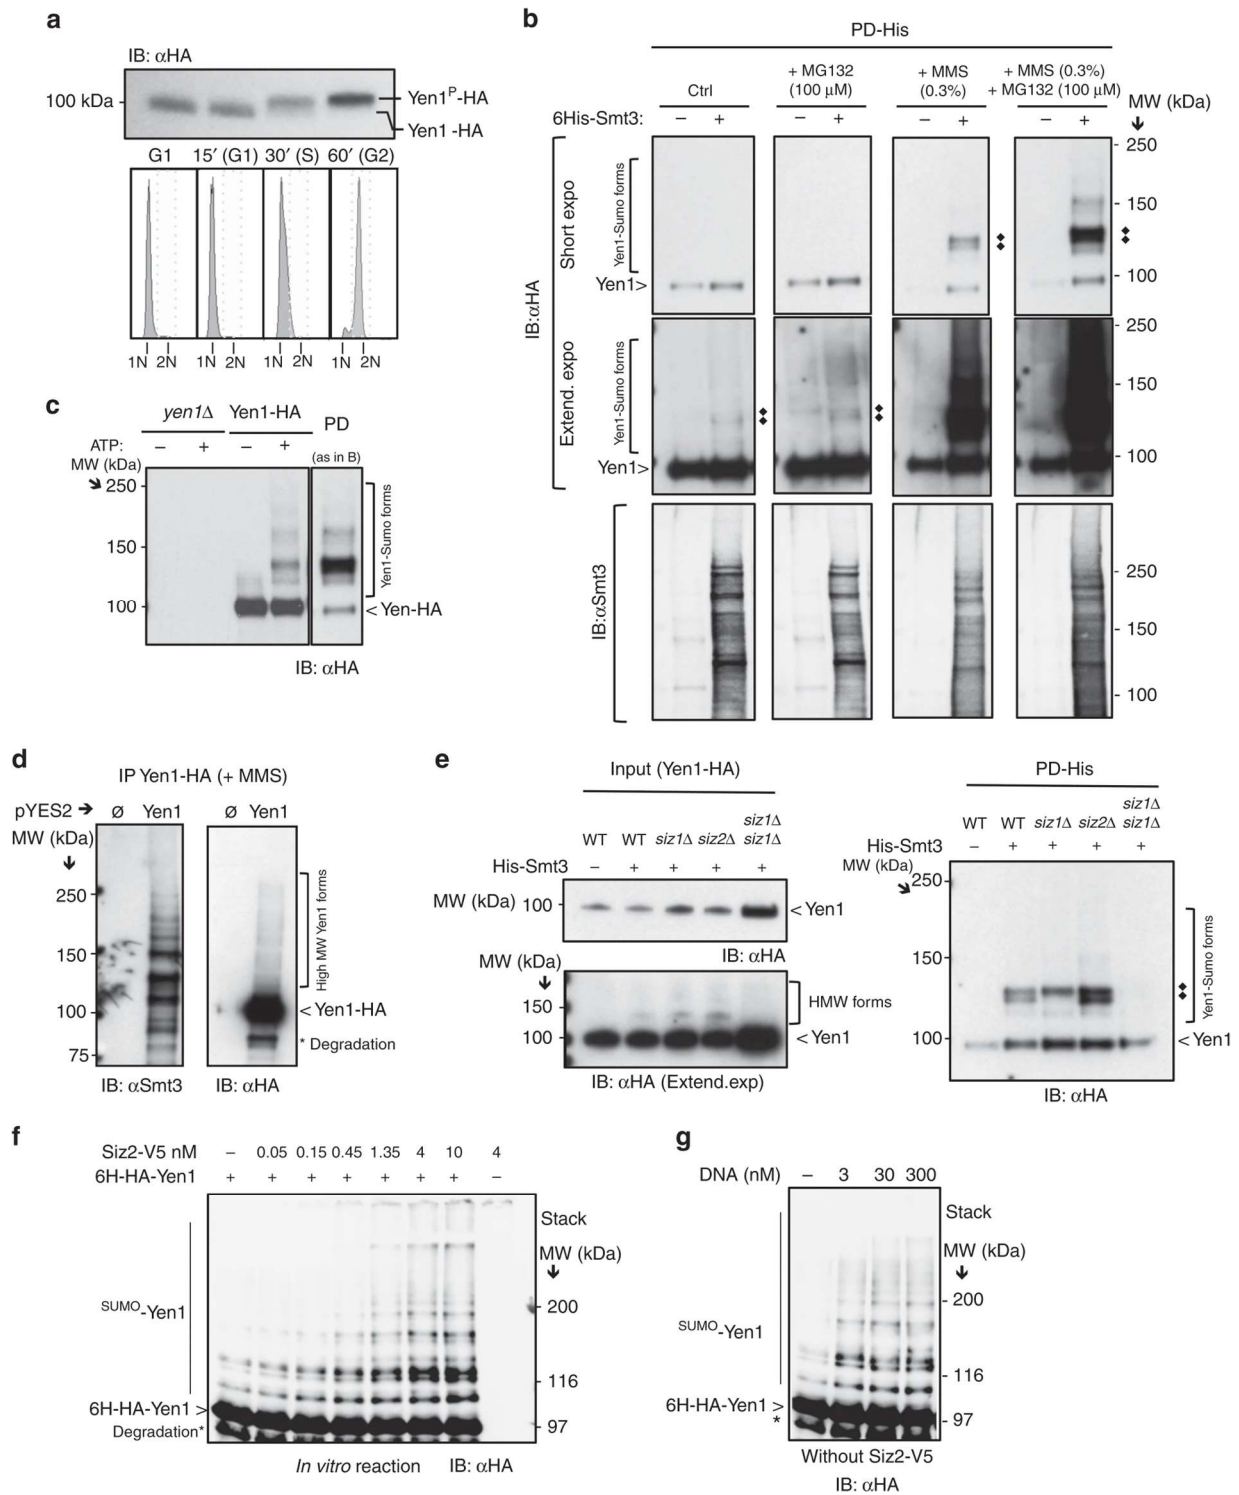 a
IB: αHA
100 kDa
Yen1ᴾ-HA
Yen1 -HA
G1 15′ (G1) 30′ (S) 60′ (G2)
1N 2N 1N 2N 1N 2N 1N 2N
b
PD-His
Ctrl
+ MG132
(100 μM)
+ MMS
(0.3%)
+ MMS (0.3%)
+ MG132 (100 μM)
MW (kDa)
6His-Smt3: − + − + − + − +
IB:αHA
Short expo
Yen1-Sumo forms
Yen1>
250
150
100
Extend. expo
Yen1-Sumo forms
Yen1>
250
150
100
IB:αSmt3
250
150
100
c
yen1Δ Yen1-HA PD
ATP: − + − + (as in B)
MW (kDa)
250
150
100
Yen1-Sumo forms
< Yen-HA
IB: αHA
d
IP Yen1-HA (+ MMS)
pYES2 ➔ Ø Yen1 Ø Yen1
MW (kDa)
250
150
100
75
High MW Yen1 forms
< Yen1-HA
* Degradation
IB: αSmt3 IB: αHA
e
Input (Yen1-HA)
WT WT siz1Δ siz2Δ siz1Δ
siz1Δ
His-Smt3 − + + + +
MW (kDa) 100
< Yen1
IB: αHA
MW (kDa)
150
100
HMW forms
< Yen1
IB: αHA (Extend.exp)
PD-His
WT WT siz1Δ siz2Δ siz1Δ
siz1Δ
His-Smt3 − + + + +
MW (kDa)
250
150
100
Yen1-Sumo forms
< Yen1
IB: αHA
f
Siz2-V5 nM − 0.05 0.15 0.45 1.35 4 10 4
6H-HA-Yen1 + + + + + + + −
Stack
MW (kDa)
200
116
97
ˢᵁᴹᴼ-Yen1
6H-HA-Yen1 >
Degradation*
In vitro reaction IB: αHA
g
DNA (nM) − 3 30 300
Stack
MW (kDa)
200
116
97
ˢᵁᴹᴼ-Yen1
6H-HA-Yen1 >
*
Without Siz2-V5
IB: αHA